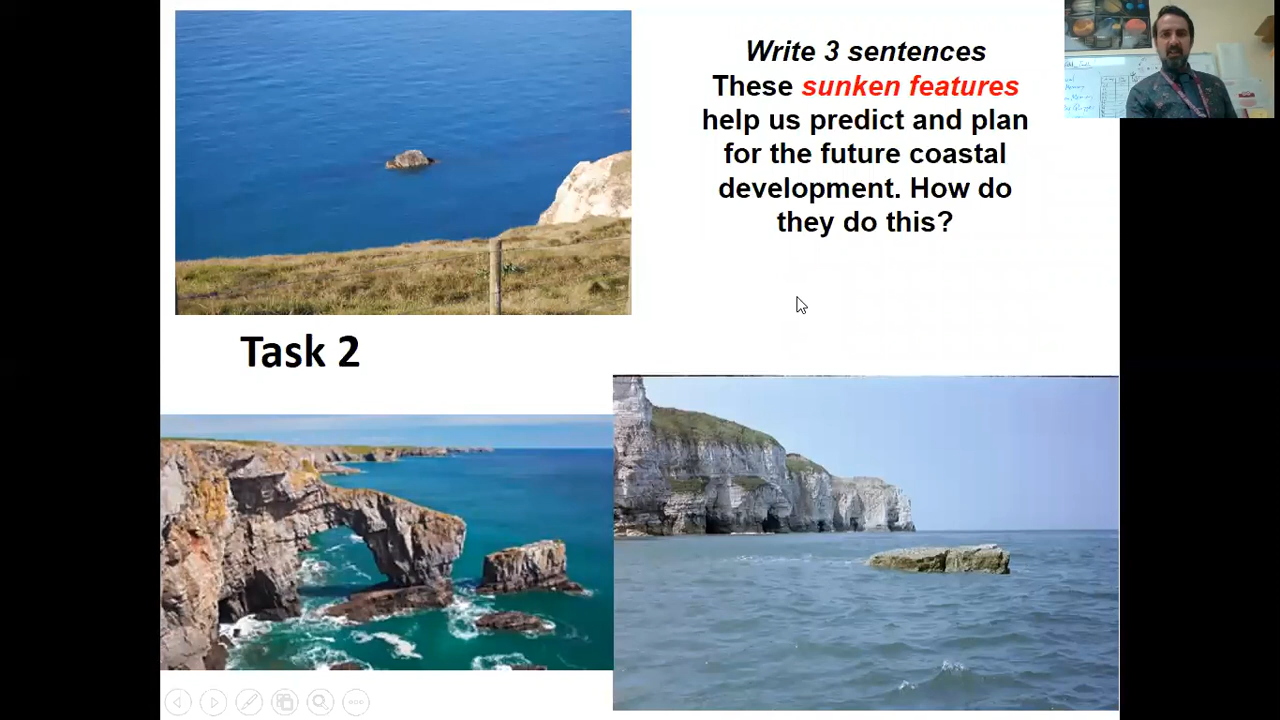 Write 3 sentences
These sunken features
help us predict and plan
for the future coastal
development. How do
they do this?
Task 2